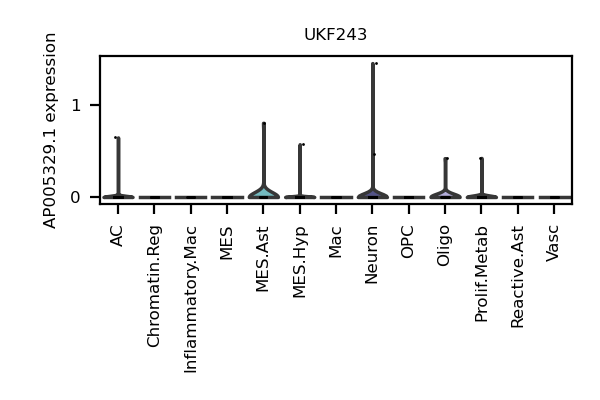 UKF243
AP005329.1 expression
1
0
AC
Chromatin.Reg
Inflammatory.Mac
MES
MES.Ast
MES.Hyp
Mac
Neuron
OPC
Oligo
Prolif.Metab
Reactive.Ast
Vasc